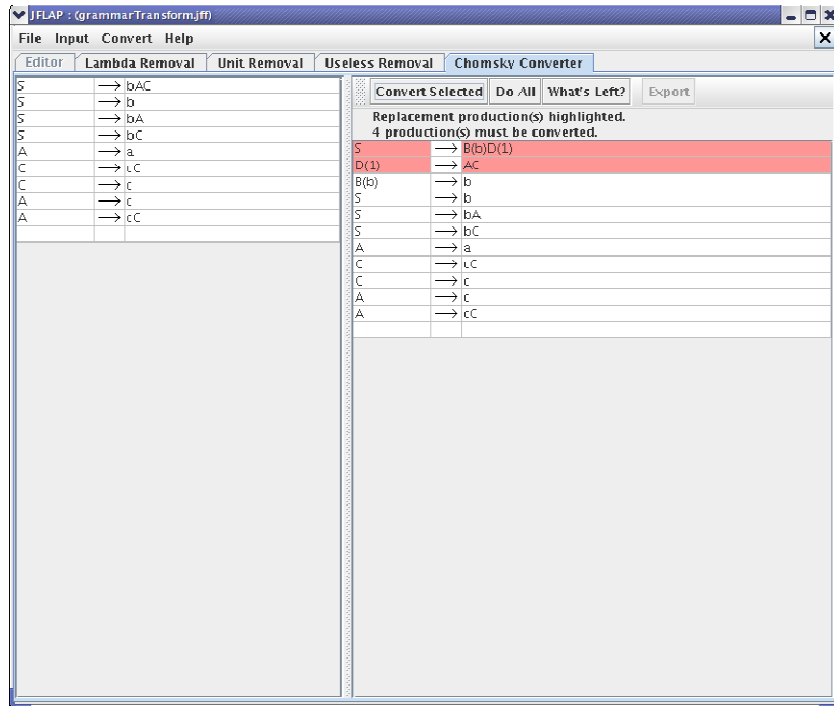 JFLAP : (grammarTransform.jff)
File Input Convert Help
Editor Lambda Removal Unit Removal Useless Removal Chomsky Converter
S → bAC
S → b
S → bA
S → bC
A → a
C → cC
C → c
A → c
A → cC
Convert Selected Do All What's Left? Export
Replacement production(s) highlighted.
4 production(s) must be converted.
S → B(b)D(1)
D(1) → AC
B(b) → b
S → b
S → bA
S → bC
A → a
C → cC
C → c
A → c
A → cC